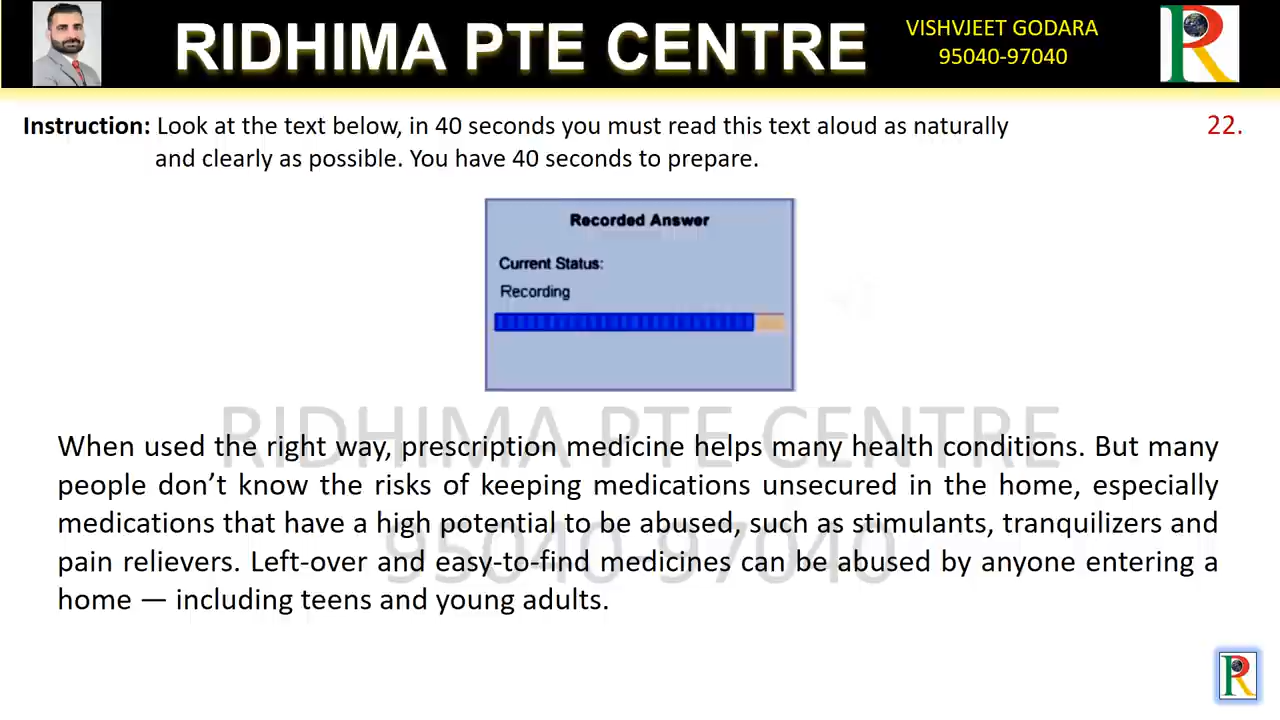 RIDHIMA PTE CENTRE
VISHVJEET GODARA
95040-97040
R
Instruction: Look at the text below, in 40 seconds you must read this text aloud as naturally
and clearly as possible. You have 40 seconds to prepare.
22.
Recorded Answer
Current Status:
Recording
RIDHIMA PTE CENTRE
95040-97040
When used the right way, prescription medicine helps many health conditions. But many
people don’t know the risks of keeping medications unsecured in the home, especially
medications that have a high potential to be abused, such as stimulants, tranquilizers and
pain relievers. Left-over and easy-to-find medicines can be abused by anyone entering a
home — including teens and young adults.
R